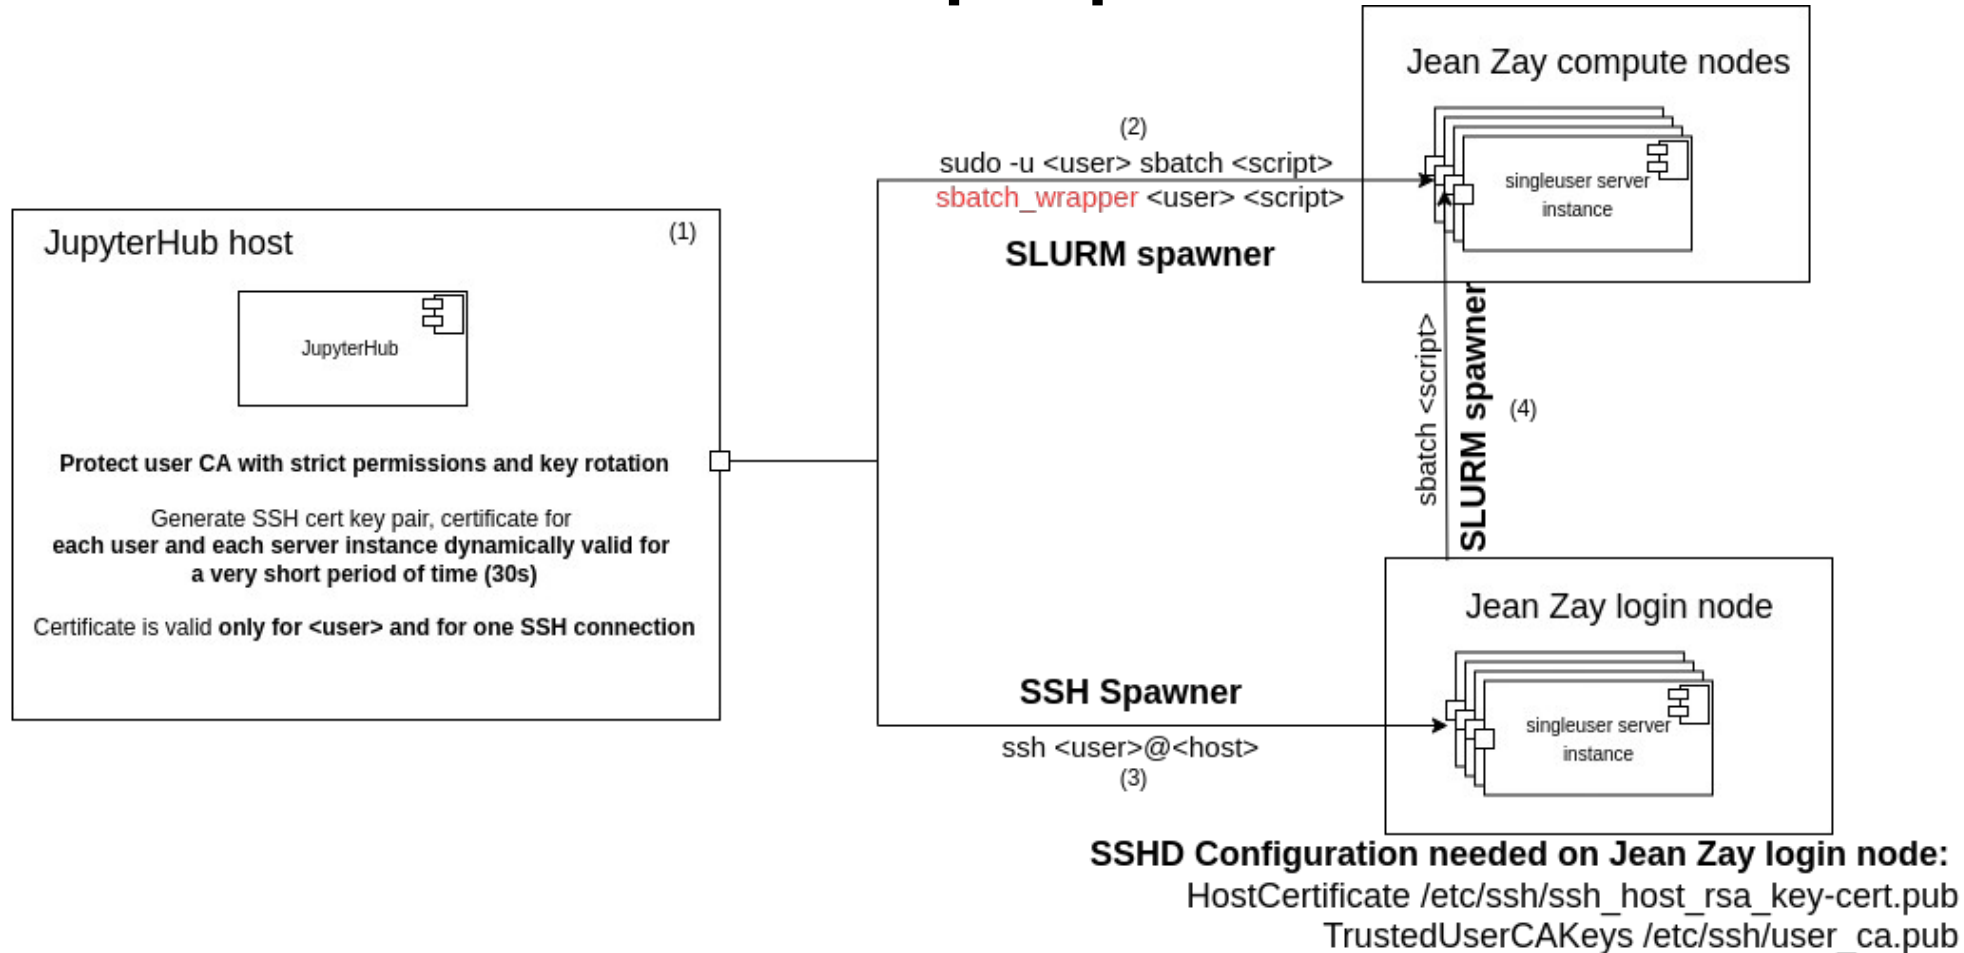 JupyterHub host
(1)
JupyterHub
Protect user CA with strict permissions and key rotation
Generate SSH cert key pair, certificate for
each user and each server instance dynamically valid for
a very short period of time (30s)
Certificate is valid only for <user> and for one SSH connection
(2)
sudo -u <user> sbatch <script>
sbatch_wrapper <user> <script>
SLURM spawner
Jean Zay compute nodes
singleuser server
instance
sbatch <script>
SLURM spawner
(4)
SSH Spawner
ssh <user>@<host>
(3)
Jean Zay login node
singleuser server
instance
SSHD Configuration needed on Jean Zay login node:
HostCertificate /etc/ssh/ssh_host_rsa_key-cert.pub
TrustedUserCAKeys /etc/ssh/user_ca.pub